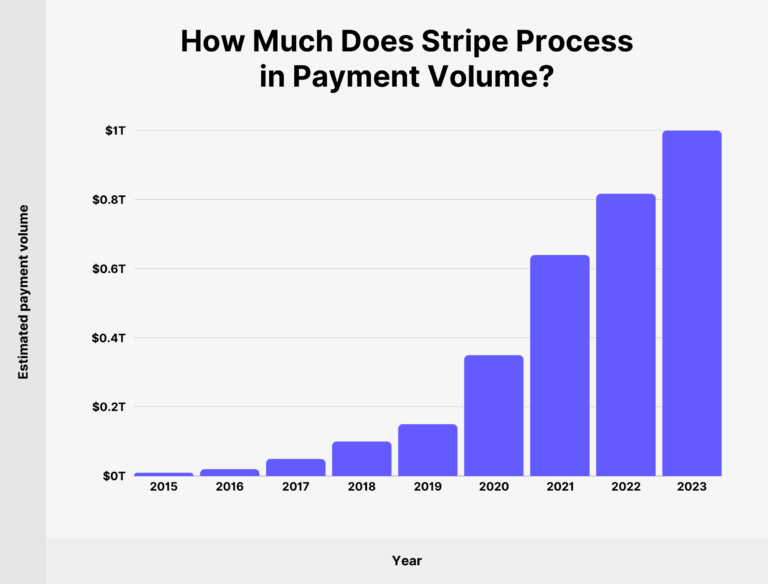 How Much Does Stripe Process
in Payment Volume?
Estimated payment volume
$1T
$0.8T
$0.6T
$0.4T
$0.2T
$0T
2015 2016 2017 2018 2019 2020 2021 2022 2023
Year